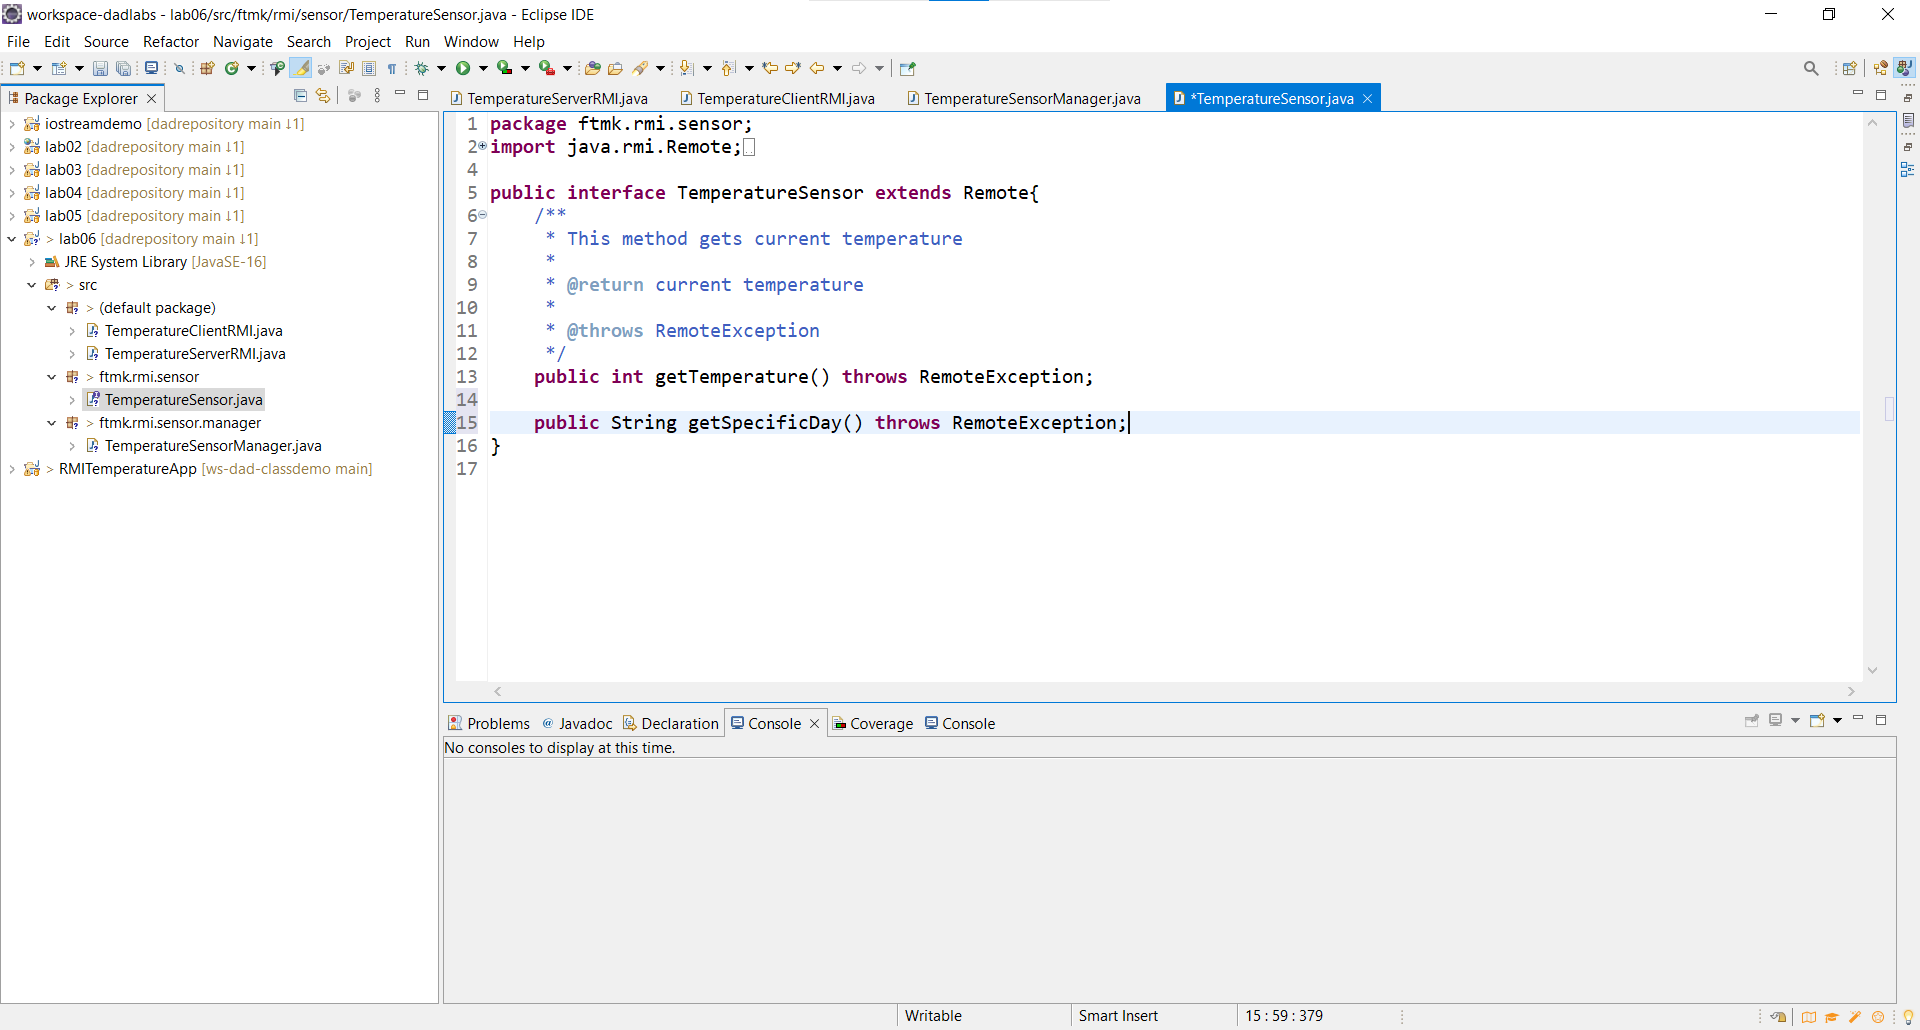 workspace-dadlabs - lab06/src/ftmk/rmi/sensor/TemperatureSensor.java - Eclipse IDE
File Edit Source Refactor Navigate Search Project Run Window Help
Package Explorer
iostreamdemo [dadrepository main ↓1]
lab02 [dadrepository main ↓1]
lab03 [dadrepository main ↓1]
lab04 [dadrepository main ↓1]
lab05 [dadrepository main ↓1]
> lab06 [dadrepository main ↓1]
JRE System Library [JavaSE-16]
> src
> (default package)
TemperatureClientRMI.java
TemperatureServerRMI.java
> ftmk.rmi.sensor
TemperatureSensor.java
> ftmk.rmi.sensor.manager
TemperatureSensorManager.java
> RMITemperatureApp [ws-dad-classdemo main]
TemperatureServerRMI.java TemperatureClientRMI.java TemperatureSensorManager.java *TemperatureSensor.java
1 package ftmk.rmi.sensor;
2 import java.rmi.Remote;
4
5 public interface TemperatureSensor extends Remote{
6 /**
7 * This method gets current temperature
8 *
9 * @return current temperature
10 *
11 * @throws RemoteException
12 */
13 public int getTemperature() throws RemoteException;
14
15 public String getSpecificDay() throws RemoteException;
16 }
17
Problems @ Javadoc Declaration Console Coverage Console
No consoles to display at this time.
Writable Smart Insert 15 : 59 : 379